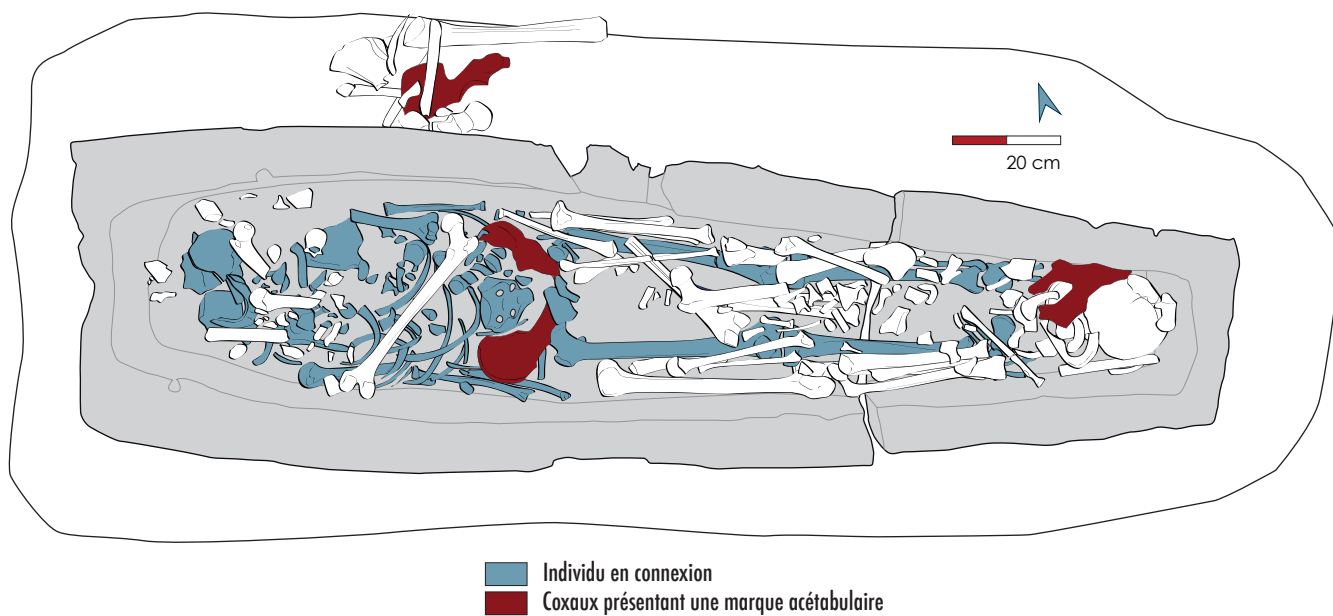 20 cm
Individu en connexion
Coxaux présentant une marque acétabulaire